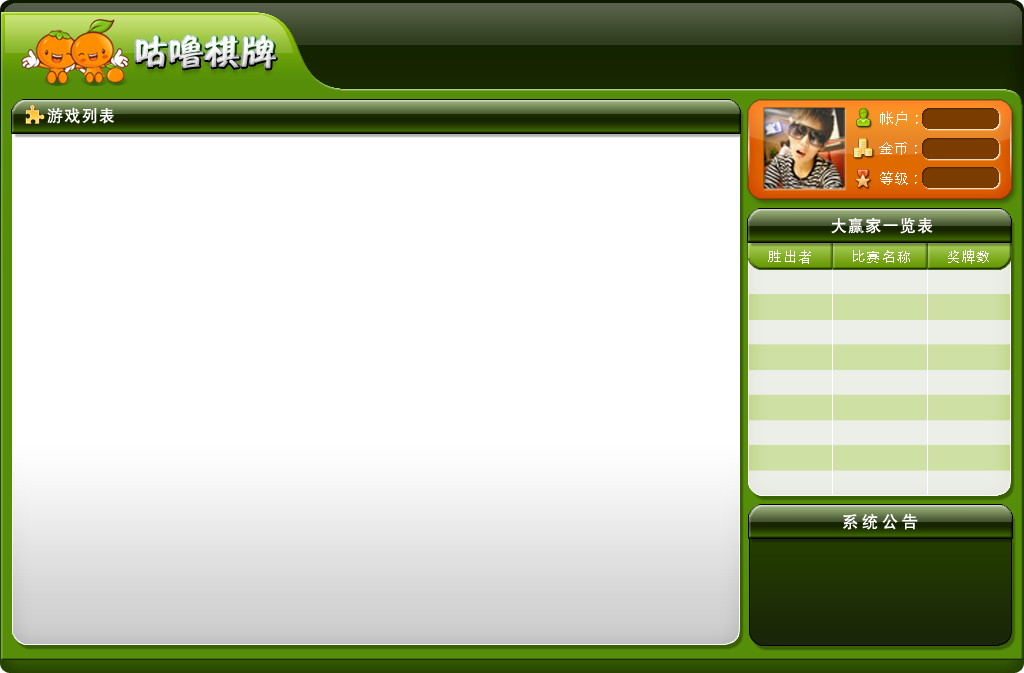 咕噜棋牌
游戏列表
帐户：
金币：
等级：
大赢家一览表
胜出者 比赛名称 奖牌数
系统公告